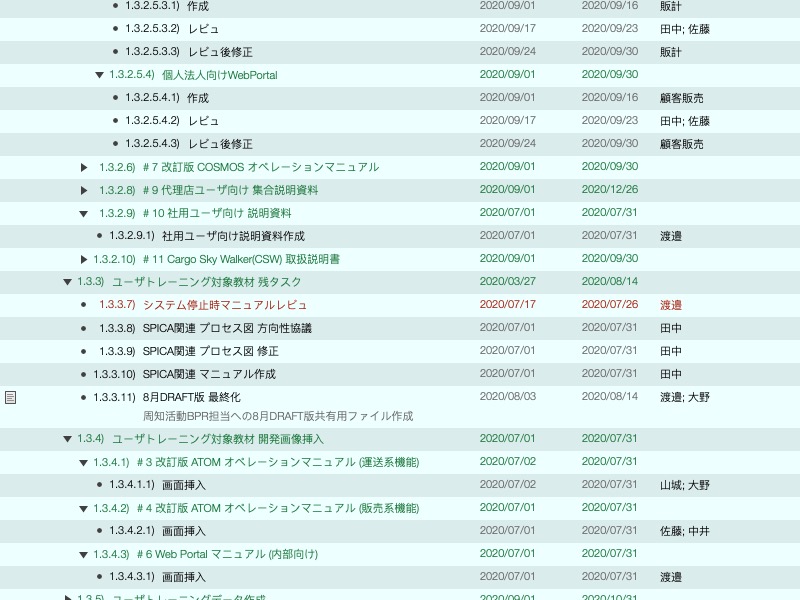 1.3.2.5.3.1) 作成 2020/09/01 2020/09/16 販計
1.3.2.5.3.2) レビュ 2020/09/17 2020/09/23 田中; 佐藤
1.3.2.5.3.3) レビュ後修正 2020/09/24 2020/09/30 販計
1.3.2.5.4) 個人法人向けWebPortal 2020/09/01 2020/09/30
1.3.2.5.4.1) 作成 2020/09/01 2020/09/16 顧客販売
1.3.2.5.4.2) レビュ 2020/09/17 2020/09/23 田中; 佐藤
1.3.2.5.4.3) レビュ後修正 2020/09/24 2020/09/30 顧客販売
1.3.2.6) #7 改訂版 COSMOS オペレーションマニュアル 2020/09/01 2020/09/30
1.3.2.8) #9 代理店ユーザ向け 集合説明資料 2020/09/01 2020/12/26
1.3.2.9) #10 社用ユーザ向け 説明資料 2020/07/01 2020/07/31
1.3.2.9.1) 社用ユーザ向け説明資料作成 2020/07/01 2020/07/31 渡邉
1.3.2.10) #11 Cargo Sky Walker(CSW) 取扱説明書 2020/09/01 2020/09/30
1.3.3) ユーザトレーニング対象教材 残タスク 2020/03/27 2020/08/14
1.3.3.7) システム停止時マニュアルレビュ 2020/07/17 2020/07/26 渡邉
1.3.3.8) SPICA関連 プロセス図 方向性協議 2020/07/01 2020/07/31 田中
1.3.3.9) SPICA関連 プロセス図 修正 2020/07/01 2020/07/31 田中
1.3.3.10) SPICA関連 マニュアル作成 2020/07/01 2020/07/31 田中
1.3.3.11) 8月DRAFT版 最終化 2020/08/03 2020/08/14 渡邉; 大野
周知活動BPR担当への8月DRAFT版共有用ファイル作成
1.3.4) ユーザトレーニング対象教材 開発画像挿入 2020/07/01 2020/07/31
1.3.4.1) #3 改訂版 ATOM オペレーションマニュアル (運送系機能) 2020/07/02 2020/07/31
1.3.4.1.1) 画面挿入 2020/07/02 2020/07/31 山城; 大野
1.3.4.2) #4 改訂版 ATOM オペレーションマニュアル (販売系機能) 2020/07/01 2020/07/31
1.3.4.2.1) 画面挿入 2020/07/01 2020/07/31 佐藤; 中井
1.3.4.3) #6 Web Portal マニュアル (内部向け) 2020/07/01 2020/07/31
1.3.4.3.1) 画面挿入 2020/07/01 2020/07/31 渡邉
1.3.5) ユーザトレーニングデータ作成 2020/09/01 2020/10/31